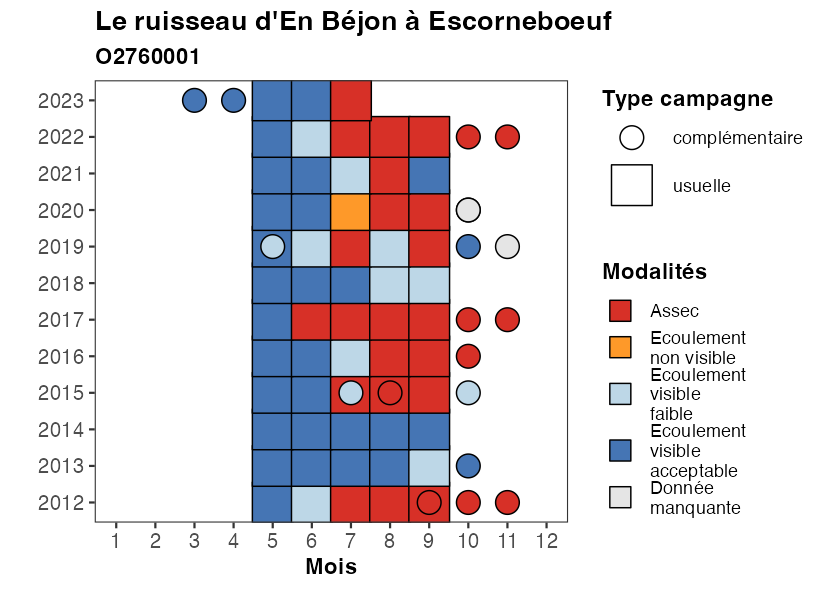 Le ruisseau d'En Béjon à Escorneboeuf
O2760001
2023
2022
2021
2020
2019
2018
2017
2016
2015
2014
2013
2012
1 2 3 4 5 6 7 8 9 10 11 12
Mois
Type campagne
complémentaire
usuelle
Modalités
Assec
Ecoulement
non visible
Ecoulement
visible
faible
Ecoulement
visible
acceptable
Donnée
manquante